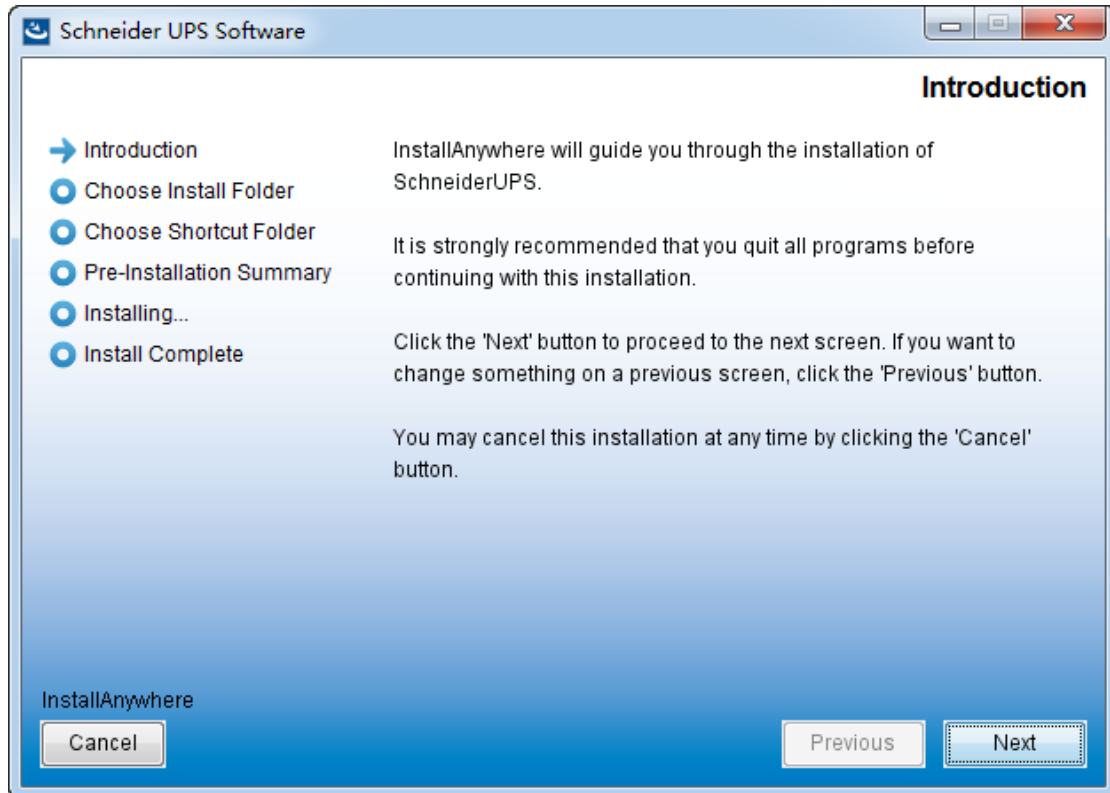 Schneider UPS Software
Introduction
Introduction
Choose Install Folder
Choose Shortcut Folder
Pre-Installation Summary
Installing...
Install Complete
InstallAnywhere will guide you through the installation of
SchneiderUPS.
It is strongly recommended that you quit all programs before
continuing with this installation.
Click the 'Next' button to proceed to the next screen. If you want to
change something on a previous screen, click the 'Previous' button.
You may cancel this installation at any time by clicking the 'Cancel'
button.
InstallAnywhere
Cancel
Previous
Next